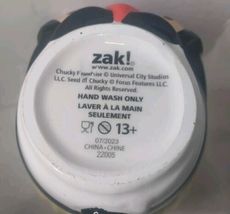 zak!®
www.zak.com
Chucky Franchise © Universal City Studios
LLC. Seed of Chucky © Focus Features LLC.
All Rights Reserved.
HAND WASH ONLY
LAVER À LA MAIN
SEULEMENT
13+
07/2023
CHINA • CHINE
22005